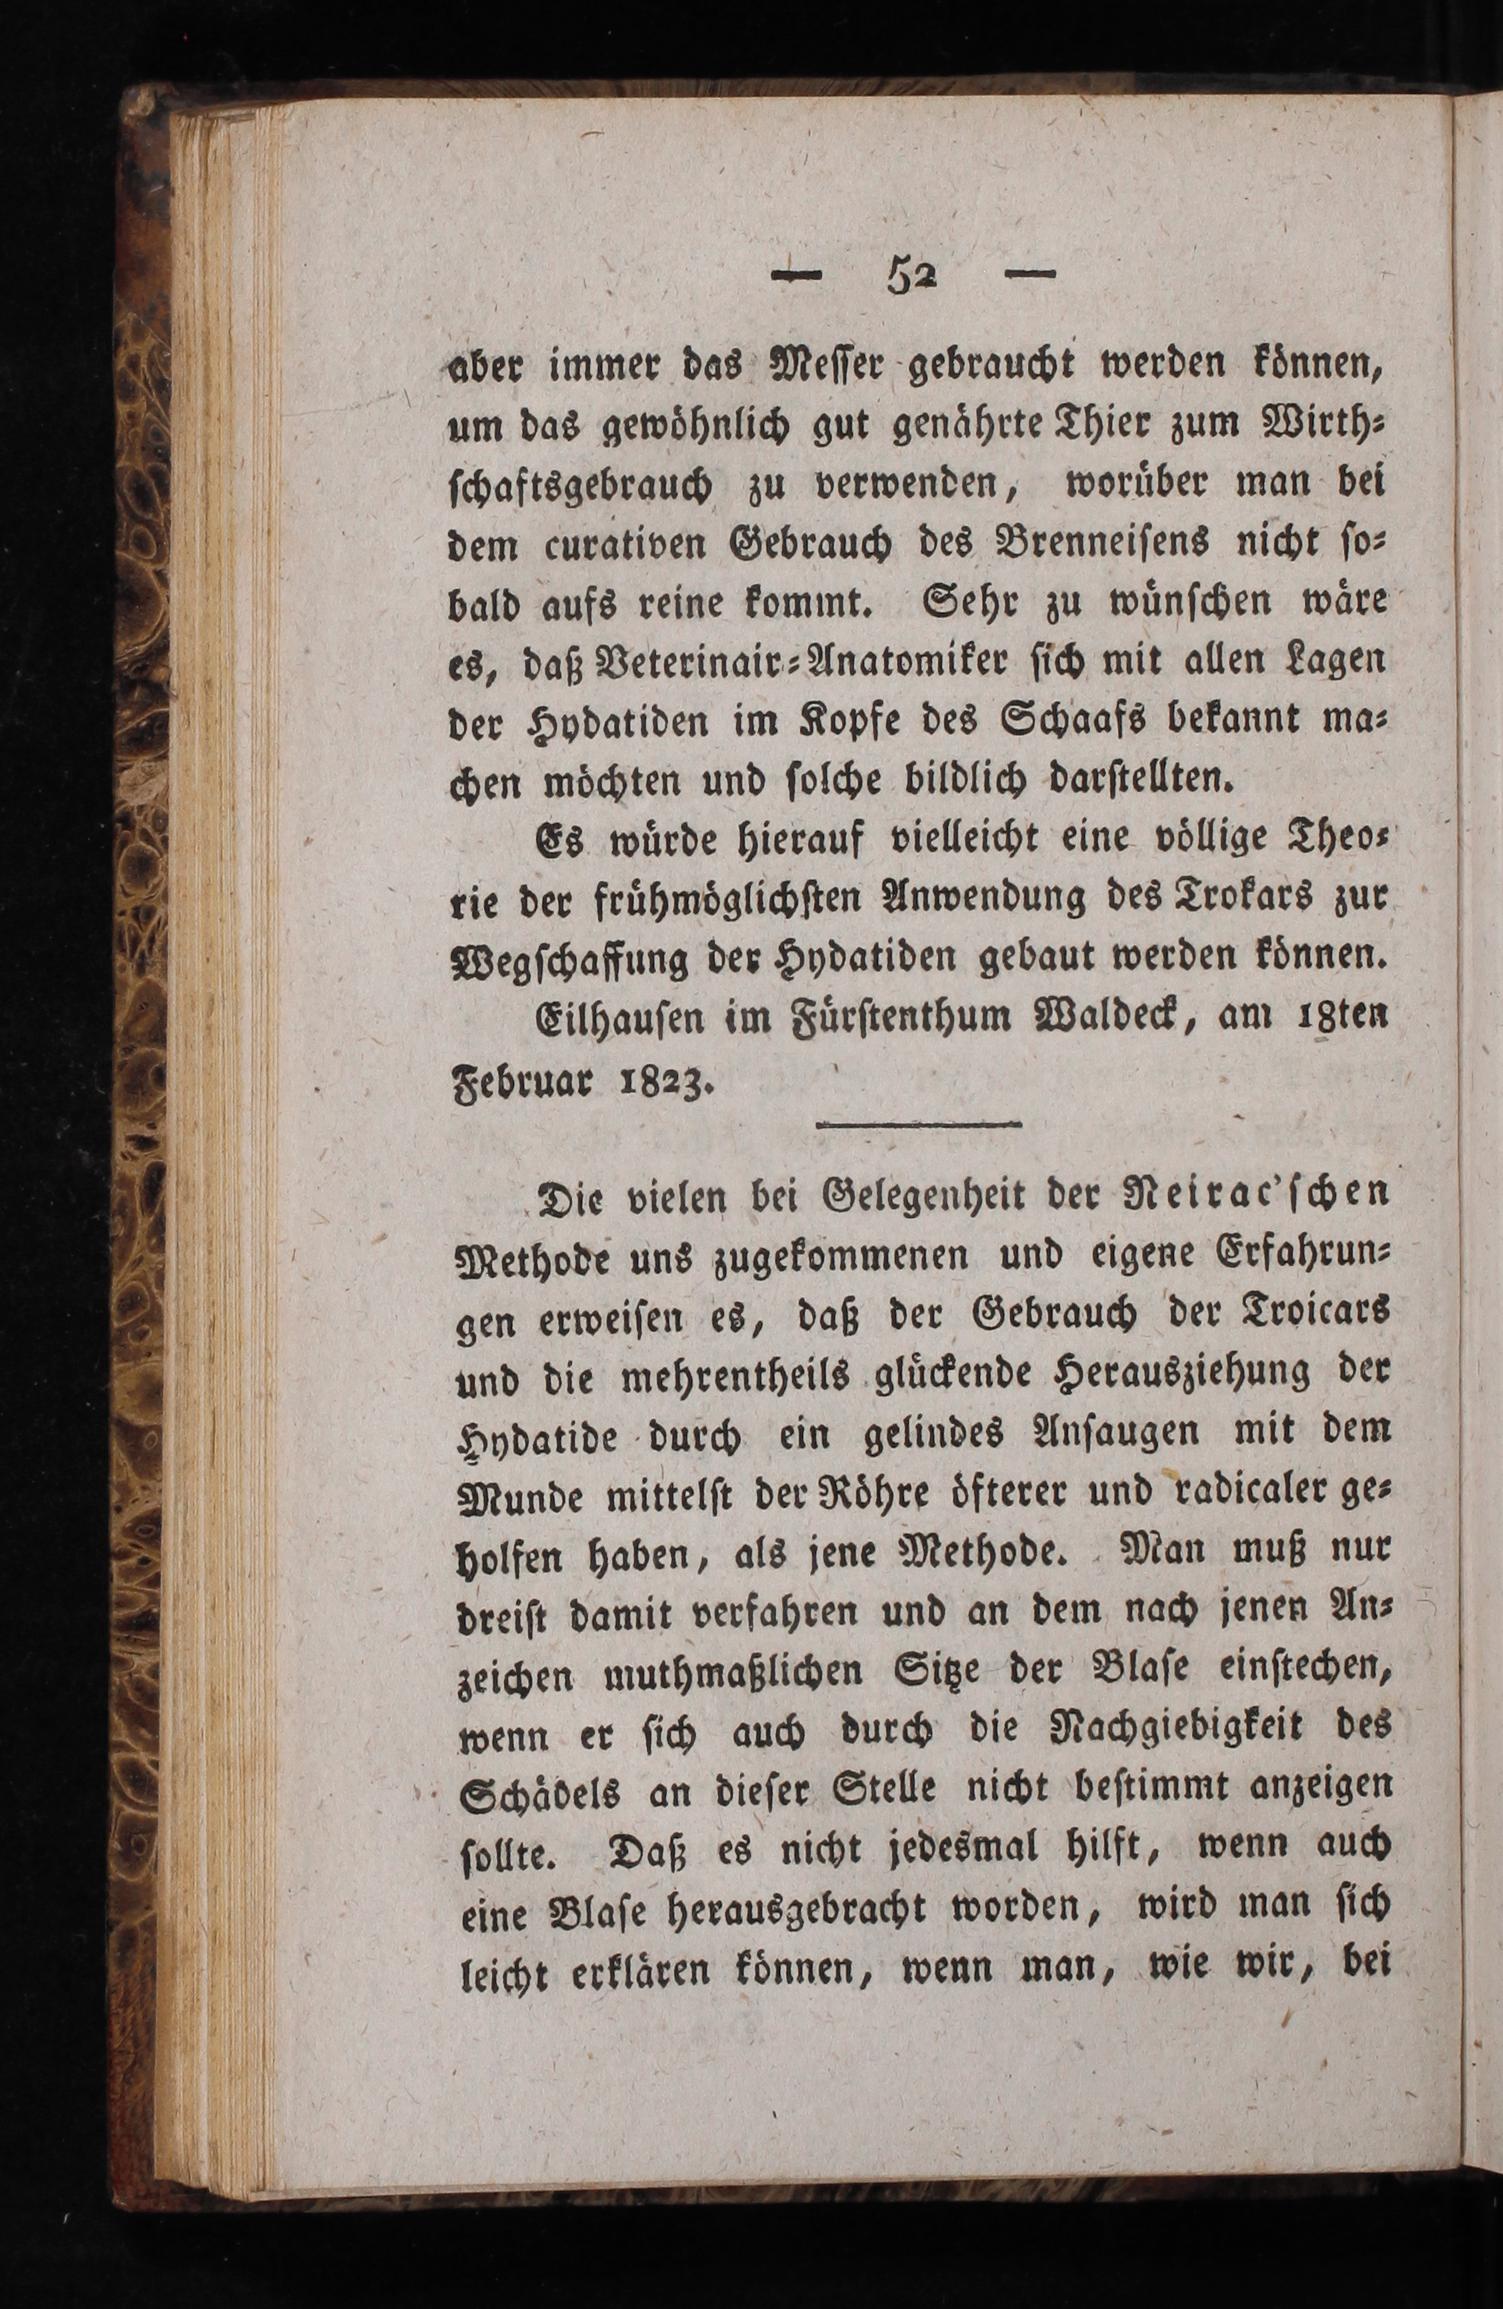 — 52 —
aber immer das Meſſer gebraucht werden können,
um das gewöhnlich gut genährte Thier zum Wirth⸗
ſchaftsgebrauch zu verwenden, worüber man bei
dem curativen Gebrauch des Brenneiſens nicht ſo⸗
bald aufs reine kommt. Sehr zu wünſchen wäre
es, daß Veterinair⸗Anatomiker ſich mit allen Lagen
der Hydatiden im Kopfe des Schaafs bekannt ma⸗
chen möchten und ſolche bildlich darſtellten.
Es würde hierauf vielleicht eine völlige Theo⸗
rie der frühmöglichſten Anwendung des Trokars zur
Wegſchaffung der Hydatiden gebaut werden können.
Eilhauſen im Fürſtenthum Waldeck, am 18ten
Februar 1823.
Die vielen bei Gelegenheit der Neirac'ſchen
Methode uns zugekommenen und eigene Erfahrun⸗
gen erweiſen es, daß der Gebrauch der Troicars
und die mehrentheils glückende Herausziehung der
Hydatide durch ein gelindes Anſaugen mit dem
Munde mittelſt der Röhre öfterer und radicaler ge⸗
holfen haben, als jene Methode. Man muß nur
dreiſt damit verfahren und an dem nach jenen An⸗
zeichen muthmaßlichen Sitze der Blaſe einſtechen,
wenn er ſich auch durch die Nachgiebigkeit des
Schädels an dieſer Stelle nicht beſtimmt anzeigen
ſollte. Daß es nicht jedesmal hilft, wenn auch
eine Blaſe herausgebracht worden, wird man ſich
leicht erklären können, wenn man, wie wir, bei